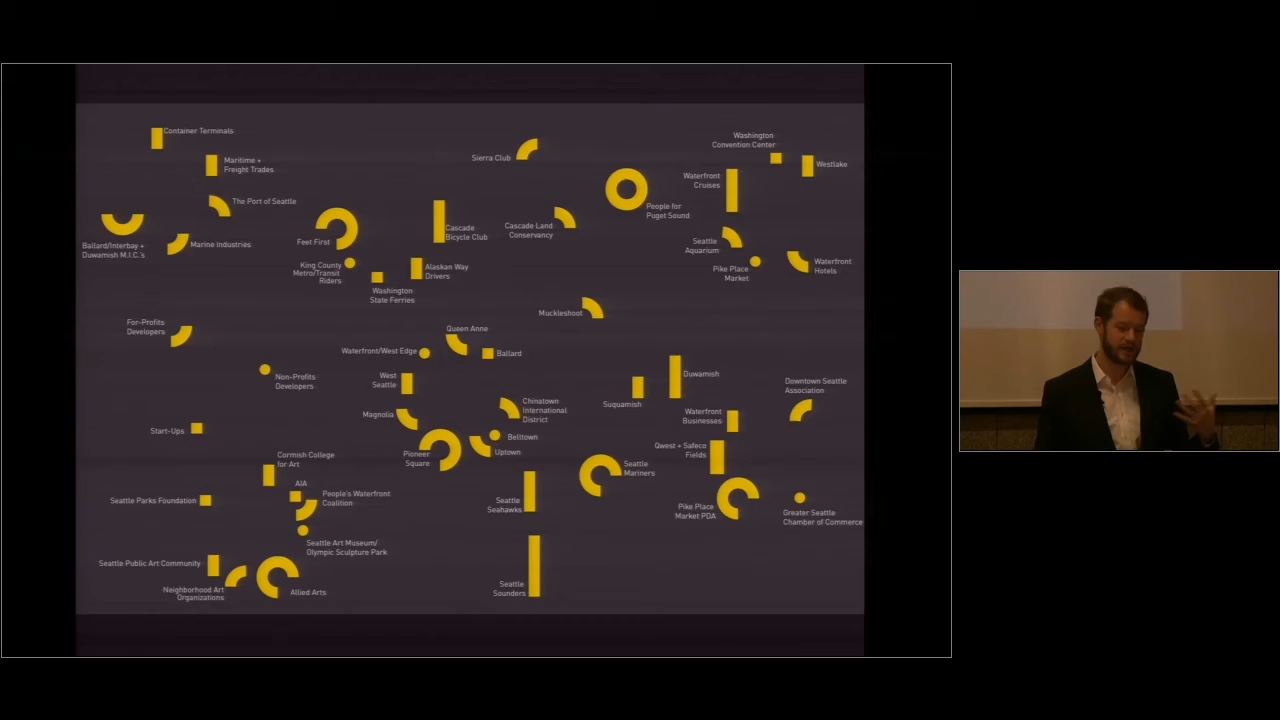 Container Terminals
Maritime +
Freight Trades
The Port of Seattle
Ballard/Interbay +
Duwamish M.I.C.'s
Marine Industries
Feet First
King County
Metro/Transit
Riders
Washington
State Ferries
Cascade
Bicycle Club
Alaskan Way
Drivers
Sierra Club
Cascade Land
Conservancy
People for
Puget Sound
Washington
Convention Center
Westlake
Waterfront
Cruises
Seattle
Aquarium
Pike Place
Market
Waterfront
Hotels
Muckleshoot
For-Profits
Developers
Non-Profits
Developers
Start-Ups
Queen Anne
Waterfront/West Edge
Ballard
West
Seattle
Magnolia
Chinatown
International
District
Belltown
Uptown
Pioneer
Square
Duwamish
Suquamish
Downtown Seattle
Association
Waterfront
Businesses
Qwest + Safeco
Fields
Seattle
Mariners
Pike Place
Market PDA
Greater Seattle
Chamber of Commerce
Cornish College
for Art
AIA
People's Waterfront
Coalition
Seattle Parks Foundation
Seattle Art Museum/
Olympic Sculpture Park
Seattle Public Art Community
Neighborhood Art
Organizations
Allied Arts
Seattle
Seahawks
Seattle
Sounders